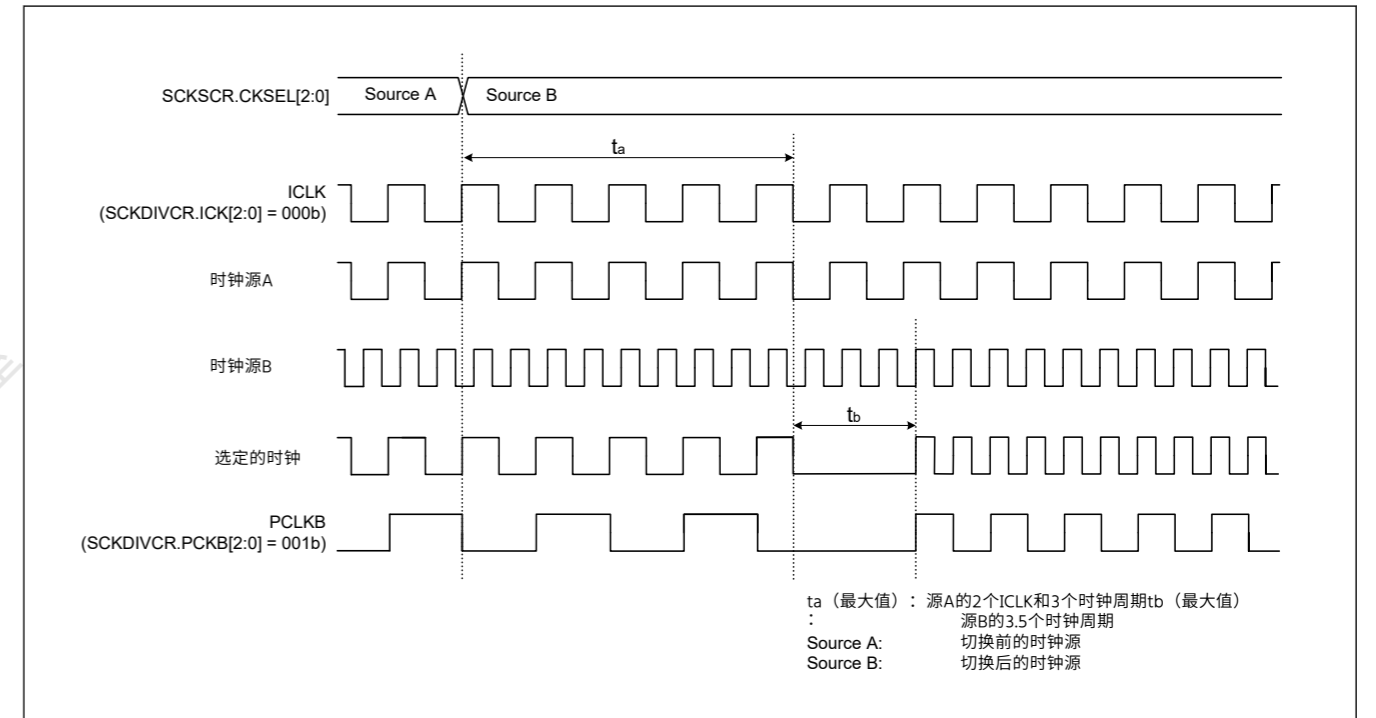 SCKSCR.CKSEL[2:0]
Source A
Source B
ta
ICLK
(SCKDIVCR.ICK[2:0] = 000b)
时钟源A
时钟源B
tb
选定的时钟
PCLKB
(SCKDIVCR.PCKB[2:0] = 001b)
ta（最大值）：源A的2个ICLK和3个时钟周期tb（最大值）
： 源B的3.5个时钟周期
Source A: 切换前的时钟源
Source B: 切换后的时钟源